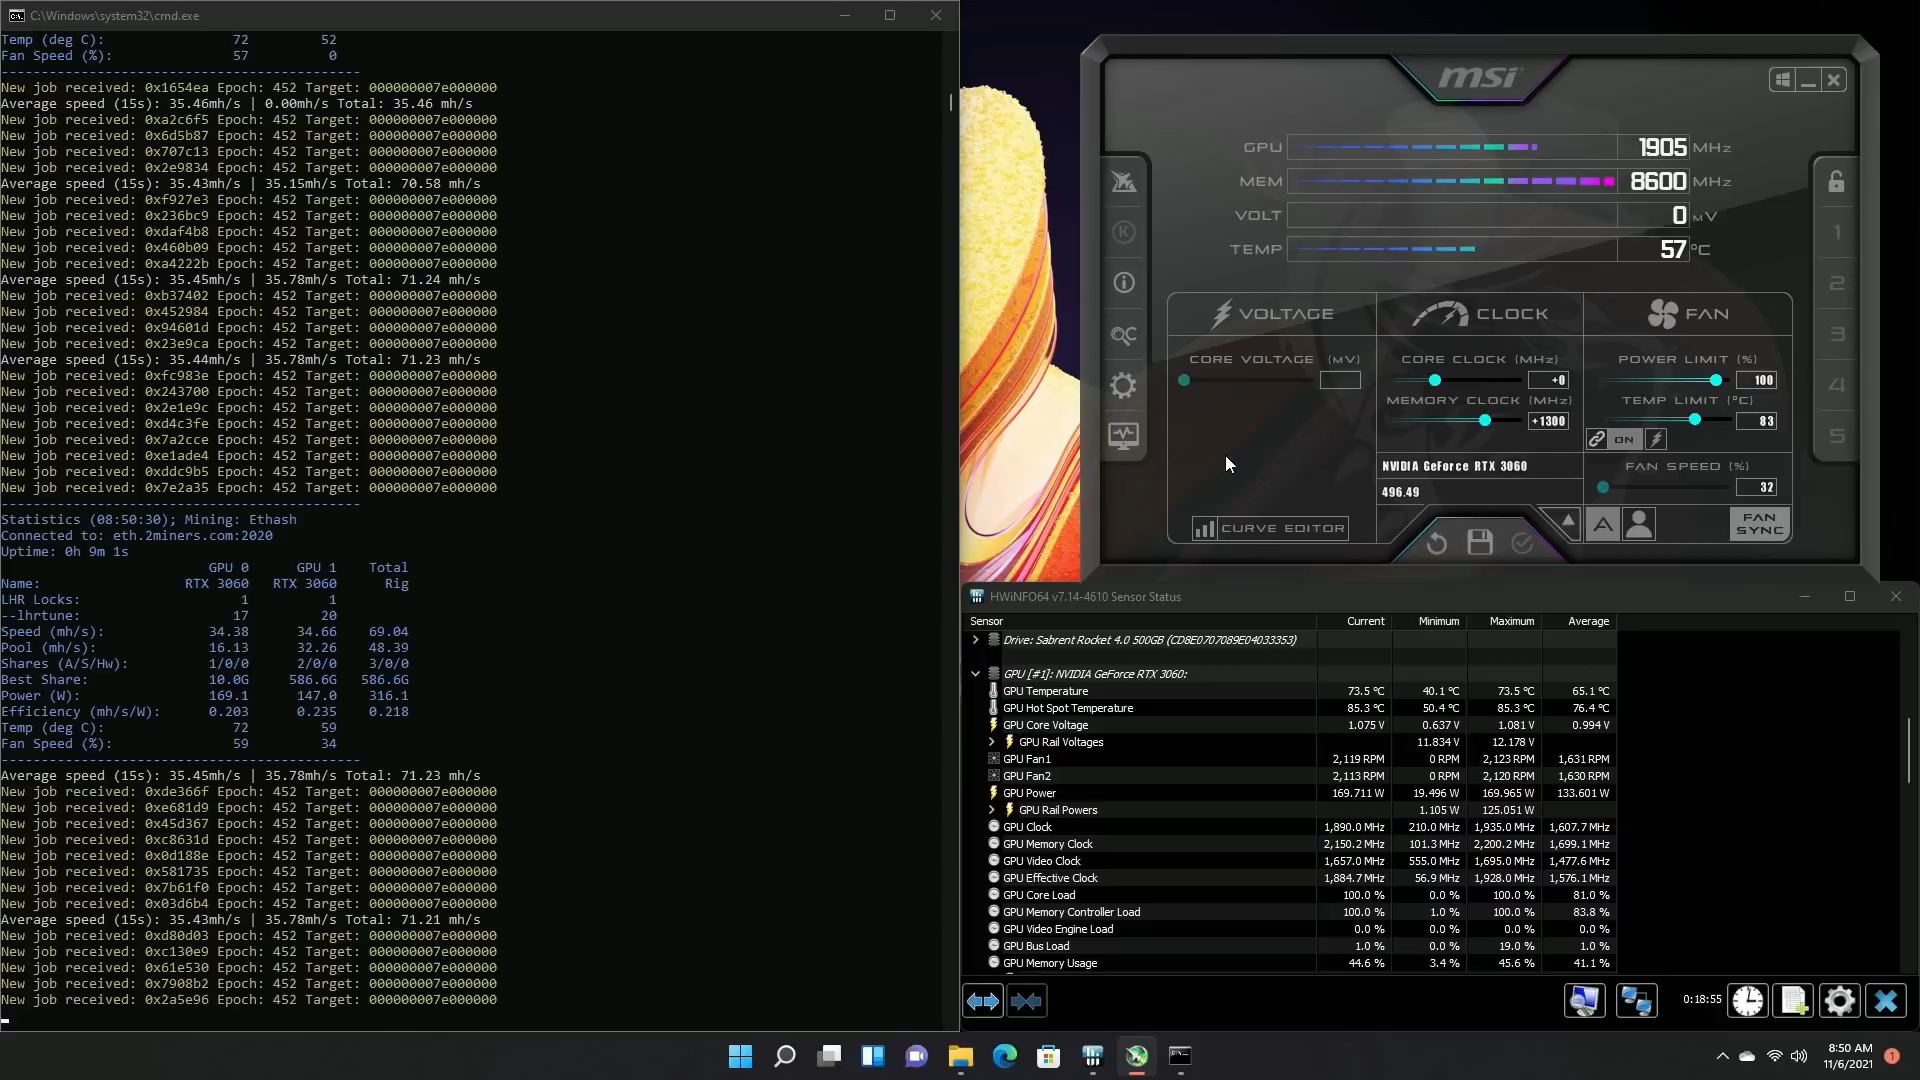 C:\Windows\system32\cmd.exe
Temp (deg C): 72 52
Fan Speed (%): 57 0
---------------------------------------------
New job received: 0x1654ea Epoch: 452 Target: 000000007e000000
Average speed (15s): 35.46mh/s | 0.00mh/s Total: 35.46 mh/s
New job received: 0xa2c6f5 Epoch: 452 Target: 000000007e000000
New job received: 0x6d5b87 Epoch: 452 Target: 000000007e000000
New job received: 0x707c13 Epoch: 452 Target: 000000007e000000
New job received: 0x2e9834 Epoch: 452 Target: 000000007e000000
Average speed (15s): 35.43mh/s | 35.15mh/s Total: 70.58 mh/s
New job received: 0xf927e3 Epoch: 452 Target: 000000007e000000
New job received: 0x236bc9 Epoch: 452 Target: 000000007e000000
New job received: 0xdaf4b8 Epoch: 452 Target: 000000007e000000
New job received: 0x460b09 Epoch: 452 Target: 000000007e000000
New job received: 0xa4222b Epoch: 452 Target: 000000007e000000
Average speed (15s): 35.45mh/s | 35.78mh/s Total: 71.24 mh/s
New job received: 0xb37402 Epoch: 452 Target: 000000007e000000
New job received: 0x452984 Epoch: 452 Target: 000000007e000000
New job received: 0x94601d Epoch: 452 Target: 000000007e000000
New job received: 0x23e9ca Epoch: 452 Target: 000000007e000000
Average speed (15s): 35.44mh/s | 35.78mh/s Total: 71.23 mh/s
New job received: 0xfc983e Epoch: 452 Target: 000000007e000000
New job received: 0x243700 Epoch: 452 Target: 000000007e000000
New job received: 0x2e1e9c Epoch: 452 Target: 000000007e000000
New job received: 0xd4c3fe Epoch: 452 Target: 000000007e000000
New job received: 0x7a2cce Epoch: 452 Target: 000000007e000000
New job received: 0xe1ade4 Epoch: 452 Target: 000000007e000000
New job received: 0xddc9b5 Epoch: 452 Target: 000000007e000000
New job received: 0x7e2a35 Epoch: 452 Target: 000000007e000000
---------------------------------------------
Statistics (08:50:30); Mining: Ethash
Connected to: eth.2miners.com:2020
Uptime: 0h 9m 1s
GPU 0 GPU 1 Total
Name: RTX 3060 RTX 3060 Rig
LHR Locks: 1 1
--lhrtune: 17 20
Speed (mh/s): 34.38 34.66 69.04
Pool (mh/s): 16.13 32.26 48.39
Shares (A/S/Hw): 1/0/0 2/0/0 3/0/0
Best Share: 10.0G 586.6G 586.6G
Power (W): 169.1 147.0 316.1
Efficiency (mh/s/W): 0.203 0.235 0.218
Temp (deg C): 72 59
Fan Speed (%): 59 34
---------------------------------------------
Average speed (15s): 35.45mh/s | 35.78mh/s Total: 71.23 mh/s
New job received: 0xde366f Epoch: 452 Target: 000000007e000000
New job received: 0xe681d9 Epoch: 452 Target: 000000007e000000
New job received: 0x45d367 Epoch: 452 Target: 000000007e000000
New job received: 0xc8631d Epoch: 452 Target: 000000007e000000
New job received: 0x0d188e Epoch: 452 Target: 000000007e000000
New job received: 0x581735 Epoch: 452 Target: 000000007e000000
New job received: 0x7b61f0 Epoch: 452 Target: 000000007e000000
New job received: 0x03d6b4 Epoch: 452 Target: 000000007e000000
Average speed (15s): 35.43mh/s | 35.78mh/s Total: 71.21 mh/s
New job received: 0xd80d03 Epoch: 452 Target: 000000007e000000
New job received: 0xc130e9 Epoch: 452 Target: 000000007e000000
New job received: 0x61e530 Epoch: 452 Target: 000000007e000000
New job received: 0x7908b2 Epoch: 452 Target: 000000007e000000
New job received: 0x2a5e96 Epoch: 452 Target: 000000007e000000
msi
GPU 1905 MHz
MEM 8600 MHz
VOLT 0 mV
TEMP 57 °C
K
1
2
3
4
5
VOLTAGE CLOCK FAN
CORE VOLTAGE (MV) CORE CLOCK (MHz) +0 POWER LIMIT (%) 100
MEMORY CLOCK (MHz) +1300 TEMP LIMIT (°C) 83
ON
NVIDIA GeForce RTX 3060
496.49
FAN SPEED (%) 32
CURVE EDITOR
A
FAN SYNC
HWiNFO64 v7.14-4610 Sensor Status
Sensor Current Minimum Maximum Average
Drive: Sabrent Rocket 4.0 500GB (CD8E0707089E04033353)
GPU [#1]: NVIDIA GeForce RTX 3060:
GPU Temperature 73.5 °C 40.1 °C 73.5 °C 65.1 °C
GPU Hot Spot Temperature 85.3 °C 50.4 °C 85.3 °C 76.4 °C
GPU Core Voltage 1.075 V 0.637 V 1.081 V 0.994 V
GPU Rail Voltages 11.834 V 12.178 V
GPU Fan1 2,119 RPM 0 RPM 2,123 RPM 1,631 RPM
GPU Fan2 2,113 RPM 0 RPM 2,120 RPM 1,630 RPM
GPU Power 169.711 W 19.496 W 169.965 W 133.601 W
GPU Rail Powers 1.105 W 125.051 W
GPU Clock 1,890.0 MHz 210.0 MHz 1,935.0 MHz 1,607.7 MHz
GPU Memory Clock 2,150.2 MHz 101.3 MHz 2,200.2 MHz 1,699.1 MHz
GPU Video Clock 1,657.0 MHz 555.0 MHz 1,695.0 MHz 1,477.6 MHz
GPU Effective Clock 1,884.7 MHz 56.9 MHz 1,928.0 MHz 1,576.1 MHz
GPU Core Load 100.0 % 0.0 % 100.0 % 81.0 %
GPU Memory Controller Load 100.0 % 1.0 % 100.0 % 83.8 %
GPU Video Engine Load 0.0 % 0.0 % 0.0 % 0.0 %
GPU Bus Load 1.0 % 0.0 % 19.0 % 1.0 %
GPU Memory Usage 44.6 % 3.4 % 45.6 % 41.1 %
0:18:55
8:50 AM
11/6/2021
1